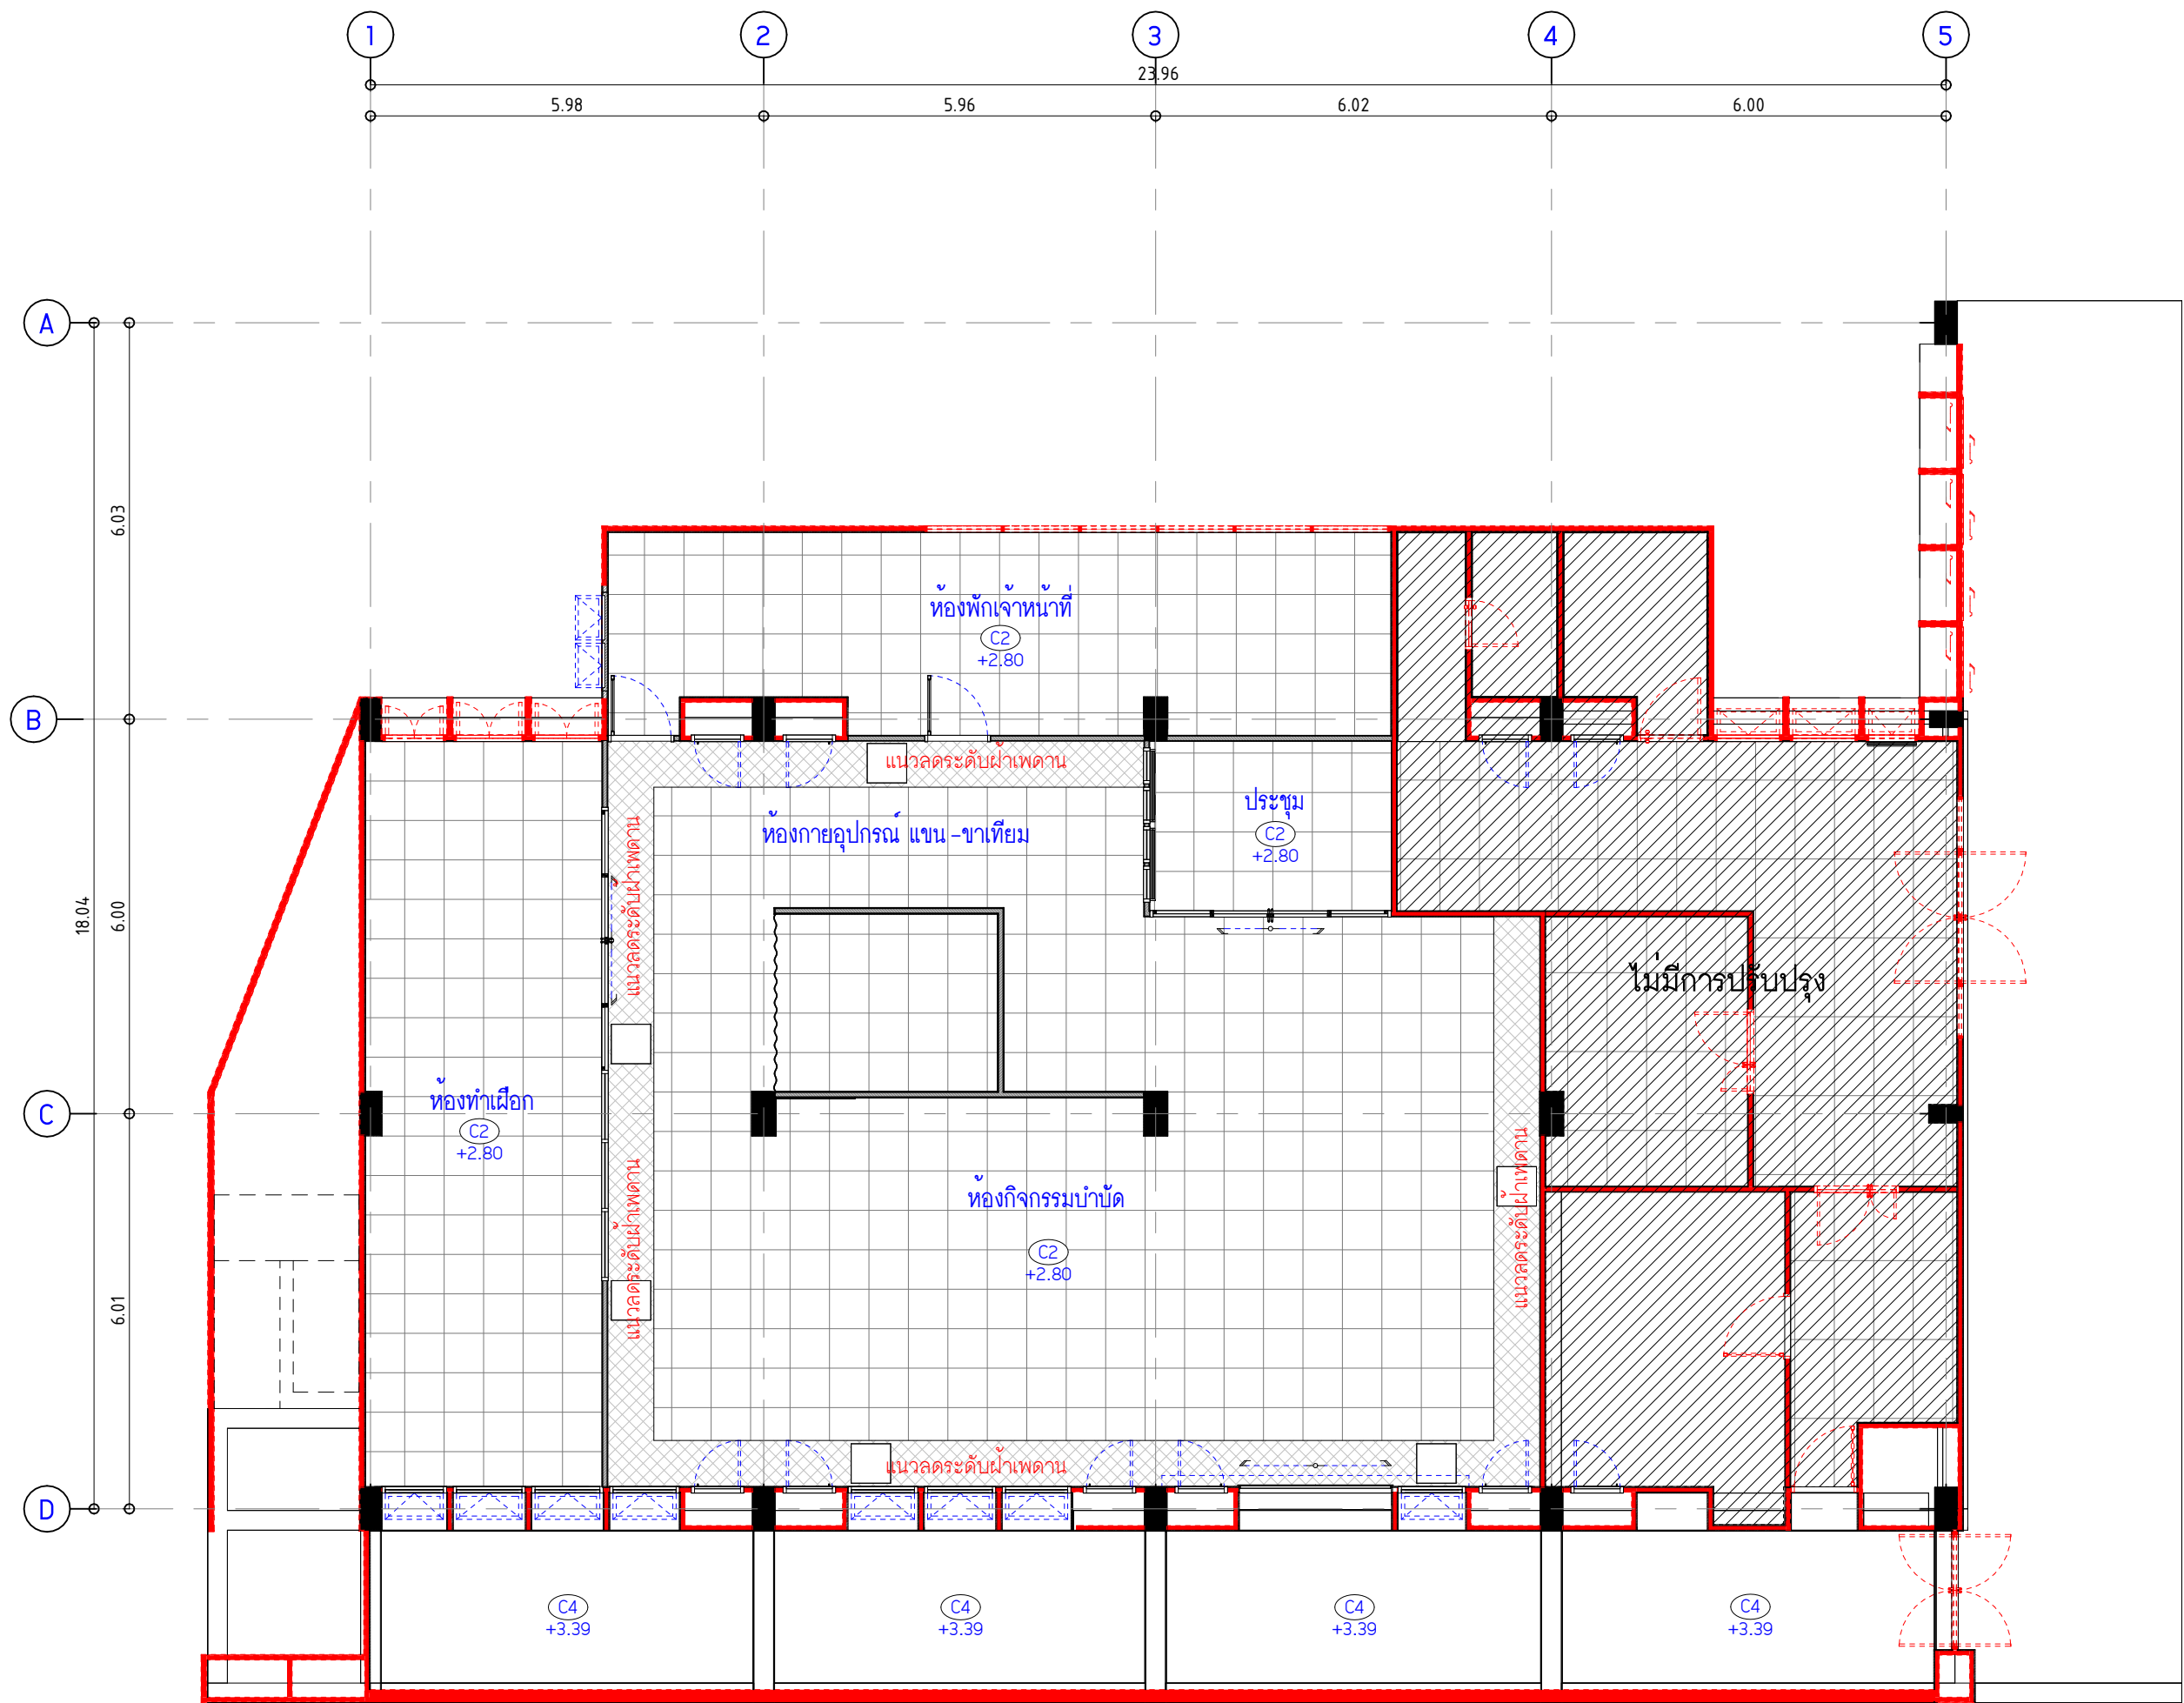 1
2
3
4
5
23.96
5.98
5.96
6.02
6.00
A
6.03
ห้องพักเจ้าหน้าที่
C2
+2.80
B
แนวลดระดับฝ้าเพดาน
ประชุม
C2
+2.80
ห้องกายอุปกรณ์ แขน-ขาเทียม
แนวลดระดับฝ้าเพดาน
18.04
6.00
ไม่มีการปรับปรุง
ห้องทำเฝือก
C2
+2.80
C
ห้องกิจกรรมบำบัด
C2
+2.80
แนวลดระดับฝ้าเพดาน
แนวลดระดับฝ้าเพดาน
6.01
แนวลดระดับฝ้าเพดาน
D
C4
+3.39
C4
+3.39
C4
+3.39
C4
+3.39